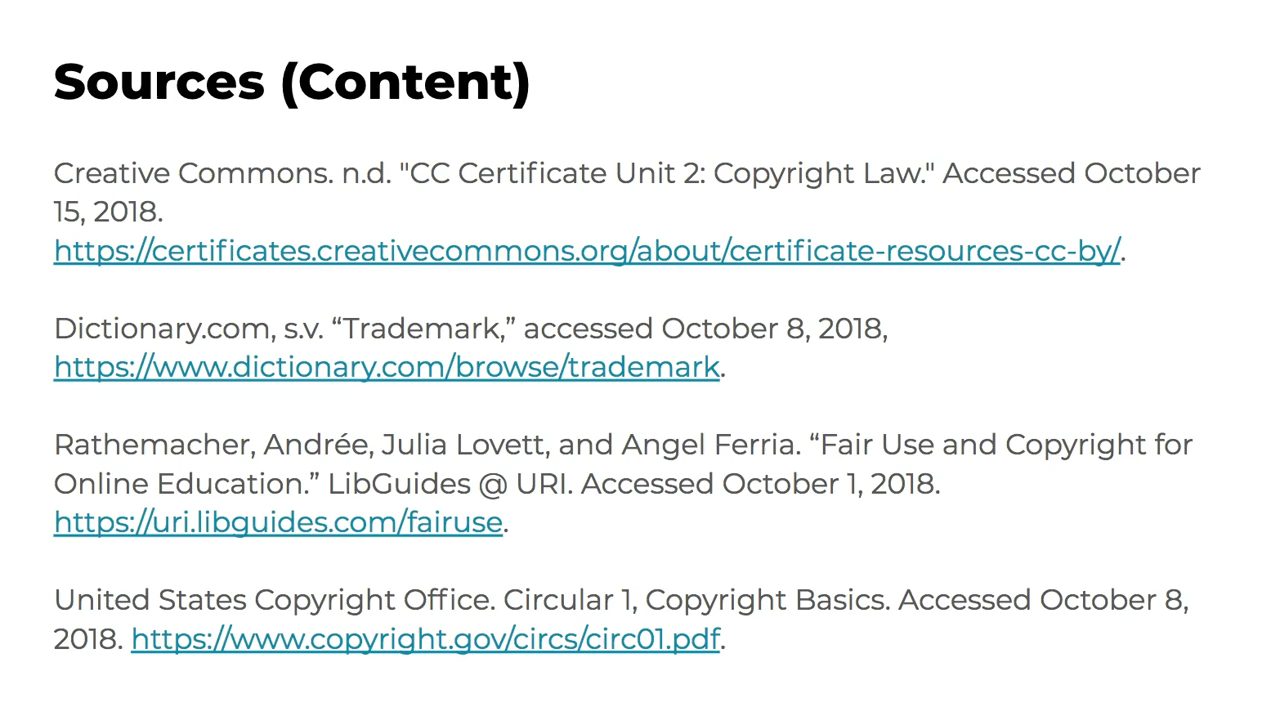 Sources (Content)
Creative Commons. n.d. "CC Certificate Unit 2: Copyright Law." Accessed October
15, 2018.
https://certificates.creativecommons.org/about/certificate-resources-cc-by/.
Dictionary.com, s.v. “Trademark,” accessed October 8, 2018,
https://www.dictionary.com/browse/trademark.
Rathemacher, Andrée, Julia Lovett, and Angel Ferria. “Fair Use and Copyright for
Online Education.” LibGuides @ URI. Accessed October 1, 2018.
https://uri.libguides.com/fairuse.
United States Copyright Office. Circular 1, Copyright Basics. Accessed October 8,
2018. https://www.copyright.gov/circs/circ01.pdf.